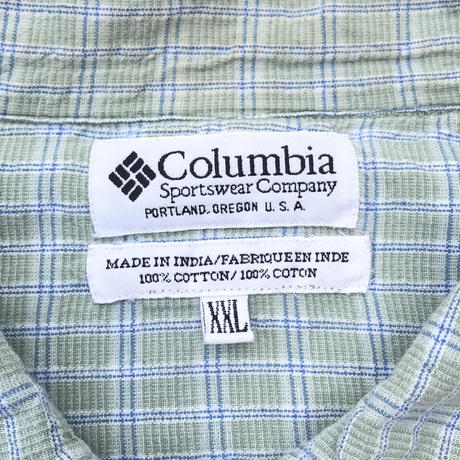 Columbia
Sportswear Company
PORTLAND, OREGON U.S.A.
MADE IN INDIA/FABRIQUE EN INDE
100% COTTON/100% COTON
XXL